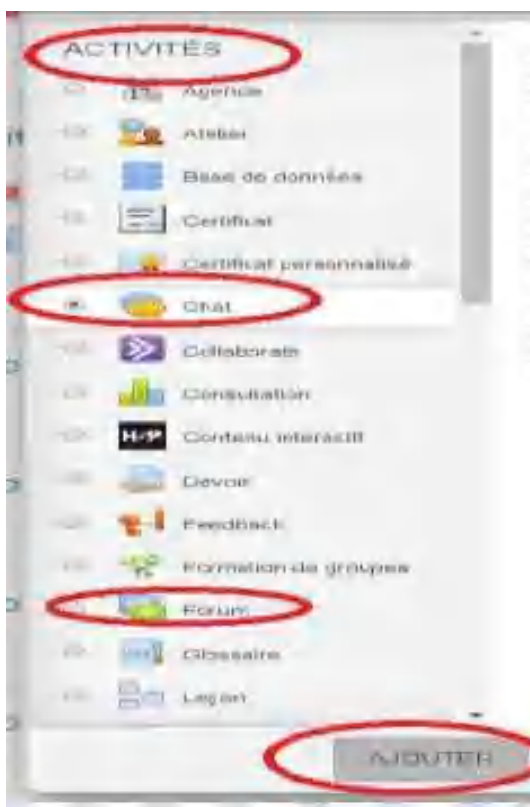 ACTIVITÉS
Agenda
Atelier
Base de données
Certificat
Certificat personnalisé
Chat
Collaborate
Consultation
H-P Contenu interactif
Devoir
Feedback
Formation de groupes
Forum
Glossaire
Leçon
AJOUTER